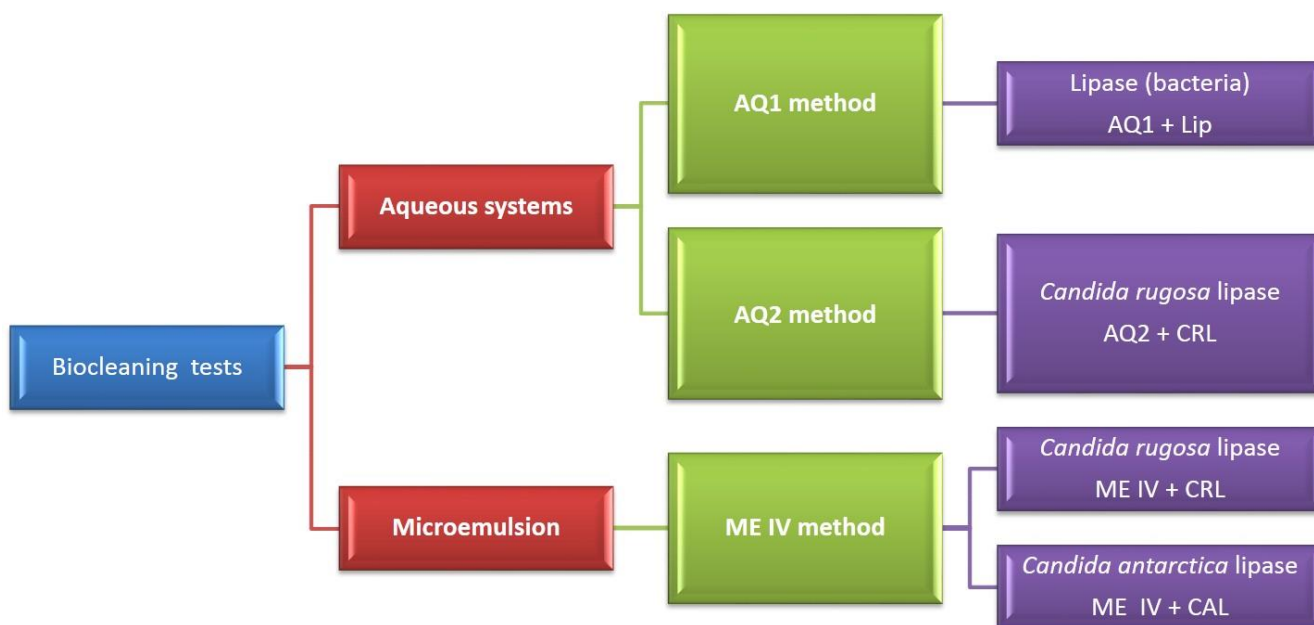 Biocleaning tests
Aqueous systems
AQ1 method
Lipase (bacteria)
AQ1 + Lip
AQ2 method
Candida rugosa lipase
AQ2 + CRL
Microemulsion
ME IV method
Candida rugosa lipase
ME IV + CRL
Candida antarctica lipase
ME IV + CAL